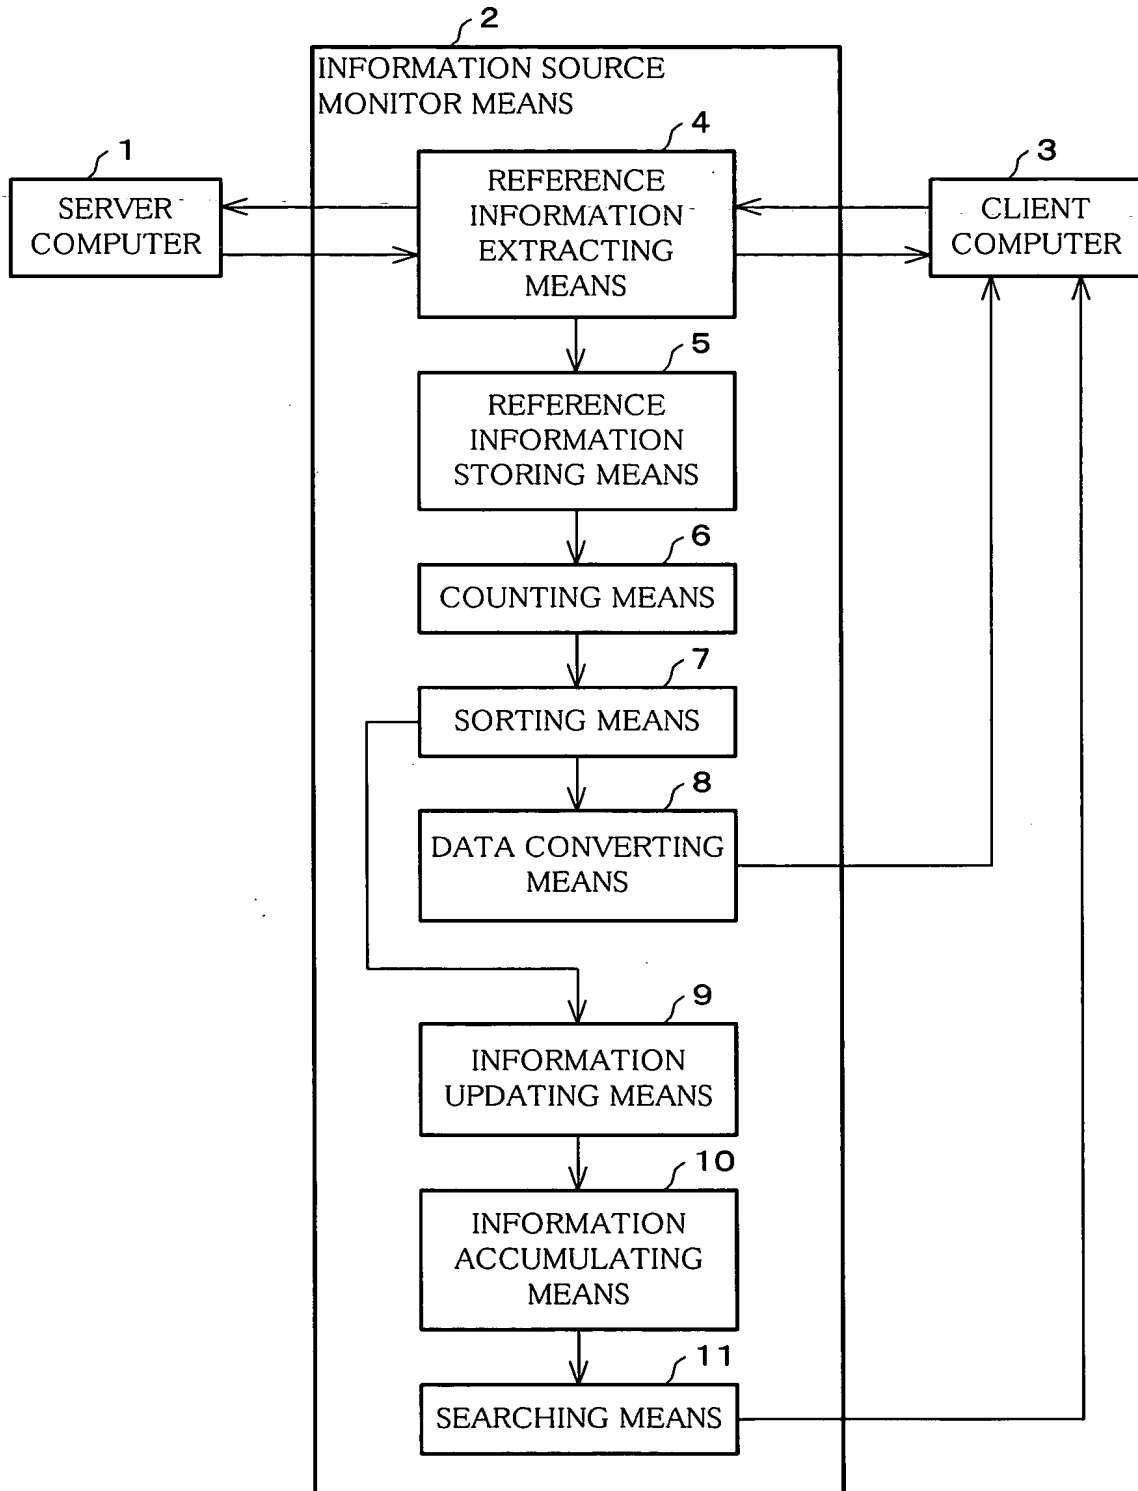 2
INFORMATION SOURCE
MONITOR MEANS
1
SERVER
COMPUTER
4
REFERENCE
INFORMATION
EXTRACTING
MEANS
3
CLIENT
COMPUTER
5
REFERENCE
INFORMATION
STORING MEANS
6
COUNTING MEANS
7
SORTING MEANS
8
DATA CONVERTING
MEANS
9
INFORMATION
UPDATING MEANS
10
INFORMATION
ACCUMULATING
MEANS
11
SEARCHING MEANS